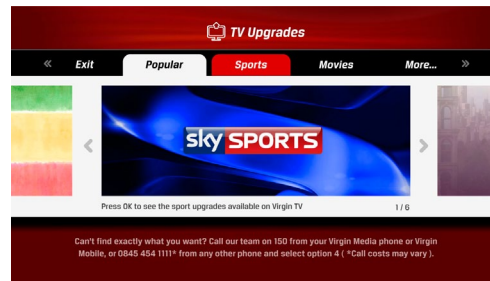 TV Upgrades
« Exit Popular Sports Movies More... »
sky SPORTS
Press OK to see the sport upgrades available on Virgin TV 1 / 6
Can't find exactly what you want? Call our team on 150 from your Virgin Media phone or Virgin
Mobile, or 0845 454 1111* from any other phone and select option 4 ( *Call costs may vary ).